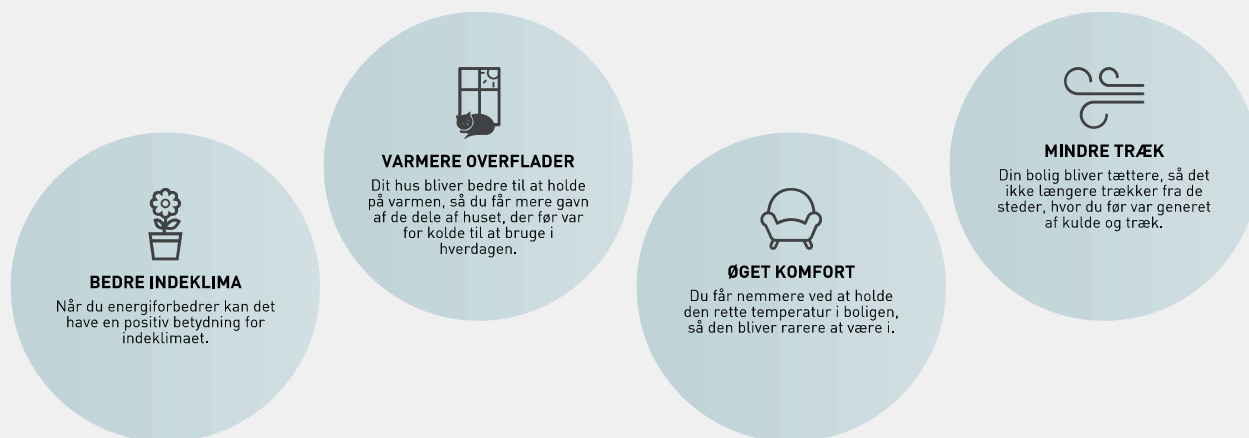 BEDRE INDEKLIMA
Når du energiforbedrer kan det
have en positiv betydning for
indeklimaet.
VARMERE OVERFLADER
Dit hus bliver bedre til at holde
på varmen, så du får mere gavn
af de dele af huset, der før var
for kolde til at bruge i
hverdagen.
ØGET KOMFORT
Du får nemmere ved at holde
den rette temperatur i boligen,
så den bliver rarere at være i.
MINDRE TRÆK
Din bolig bliver tættere, så det
ikke længere trækker fra de
steder, hvor du før var generet
af kulde og træk.